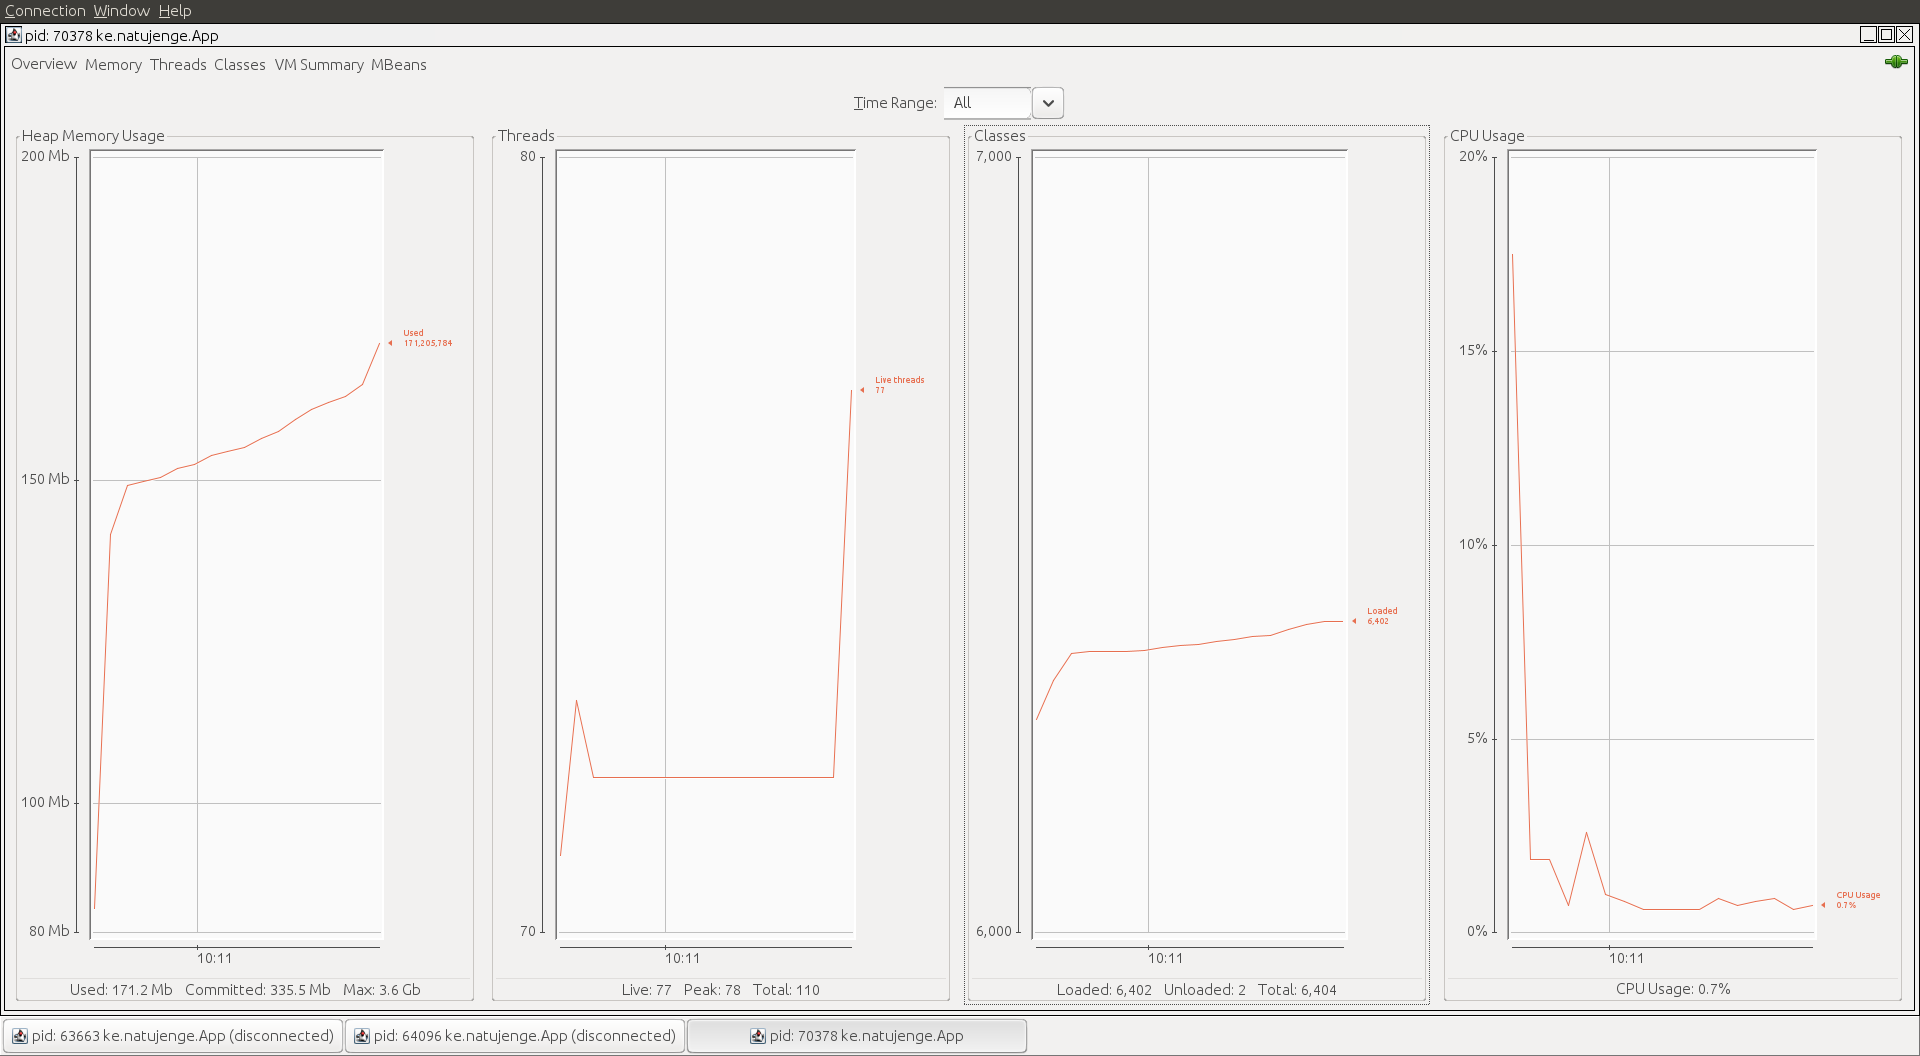 Connection Window Help
pid: 70378 ke.natujenge.App
Overview Memory Threads Classes VM Summary MBeans
Time Range: All
Heap Memory Usage
200 Mb
150 Mb
100 Mb
80 Mb
Used
171,205,784
10:11
Used: 171.2 Mb Committed: 335.5 Mb Max: 3.6 Gb
Threads
80
70
Live threads
77
10:11
Live: 77 Peak: 78 Total: 110
Classes
7,000
6,000
Loaded
6,402
10:11
Loaded: 6,402 Unloaded: 2 Total: 6,404
CPU Usage
20%
15%
10%
5%
0%
CPU Usage
0.7%
10:11
CPU Usage: 0.7%
pid: 63663 ke.natujenge.App (disconnected)
pid: 64096 ke.natujenge.App (disconnected)
pid: 70378 ke.natujenge.App